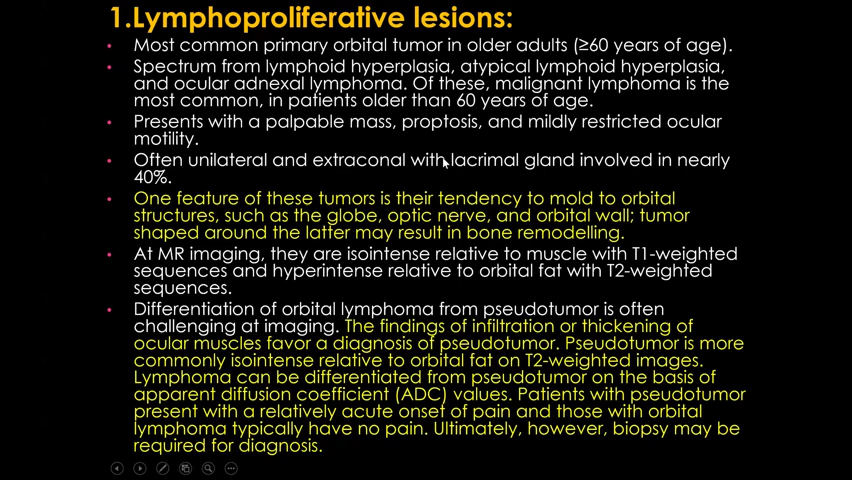 1.Lymphoproliferative lesions:
• Most common primary orbital tumor in older adults (≥60 years of age).
• Spectrum from lymphoid hyperplasia, atypical lymphoid hyperplasia,
and ocular adnexal lymphoma. Of these, malignant lymphoma is the
most common, in patients older than 60 years of age.
• Presents with a palpable mass, proptosis, and mildly restricted ocular
motility.
• Often unilateral and extraconal with lacrimal gland involved in nearly
40%.
• One feature of these tumors is their tendency to mold to orbital
structures, such as the globe, optic nerve, and orbital wall; tumor
shaped around the latter may result in bone remodelling.
• At MR imaging, they are isointense relative to muscle with T1-weighted
sequences and hyperintense relative to orbital fat with T2-weighted
sequences.
• Differentiation of orbital lymphoma from pseudotumor is often
challenging at imaging. The findings of infiltration or thickening of
ocular muscles favor a diagnosis of pseudotumor. Pseudotumor is more
commonly isointense relative to orbital fat on T2-weighted images.
Lymphoma can be differentiated from pseudotumor on the basis of
apparent diffusion coefficient (ADC) values. Patients with pseudotumor
present with a relatively acute onset of pain and those with orbital
lymphoma typically have no pain. Ultimately, however, biopsy may be
required for diagnosis.